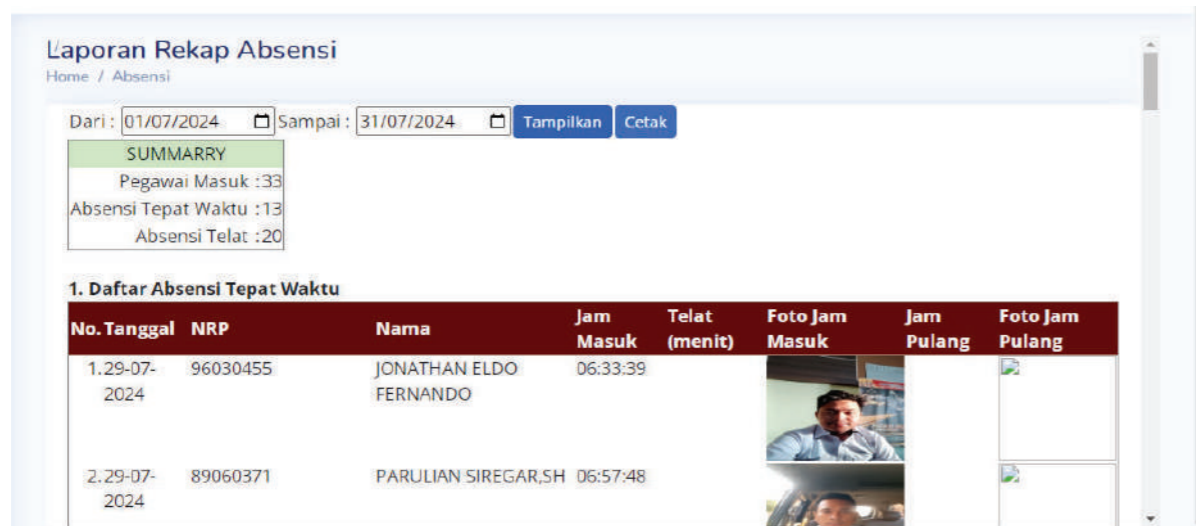 Laporan Rekap Absensi
Home / Absensi
Dari : 01/07/2024 Sampai : 31/07/2024 Tampilkan Cetak
SUMMARRY
Pegawai Masuk :33
Absensi Tepat Waktu :13
Absensi Telat :20
1. Daftar Absensi Tepat Waktu
No. Tanggal NRP Nama Jam Masuk Telat (menit) Foto Jam Masuk Jam Pulang Foto Jam Pulang
1. 29-07-2024 96030455 JONATHAN ELDO FERNANDO 06:33:39
2. 29-07-2024 89060371 PARULIAN SIREGAR,SH 06:57:48